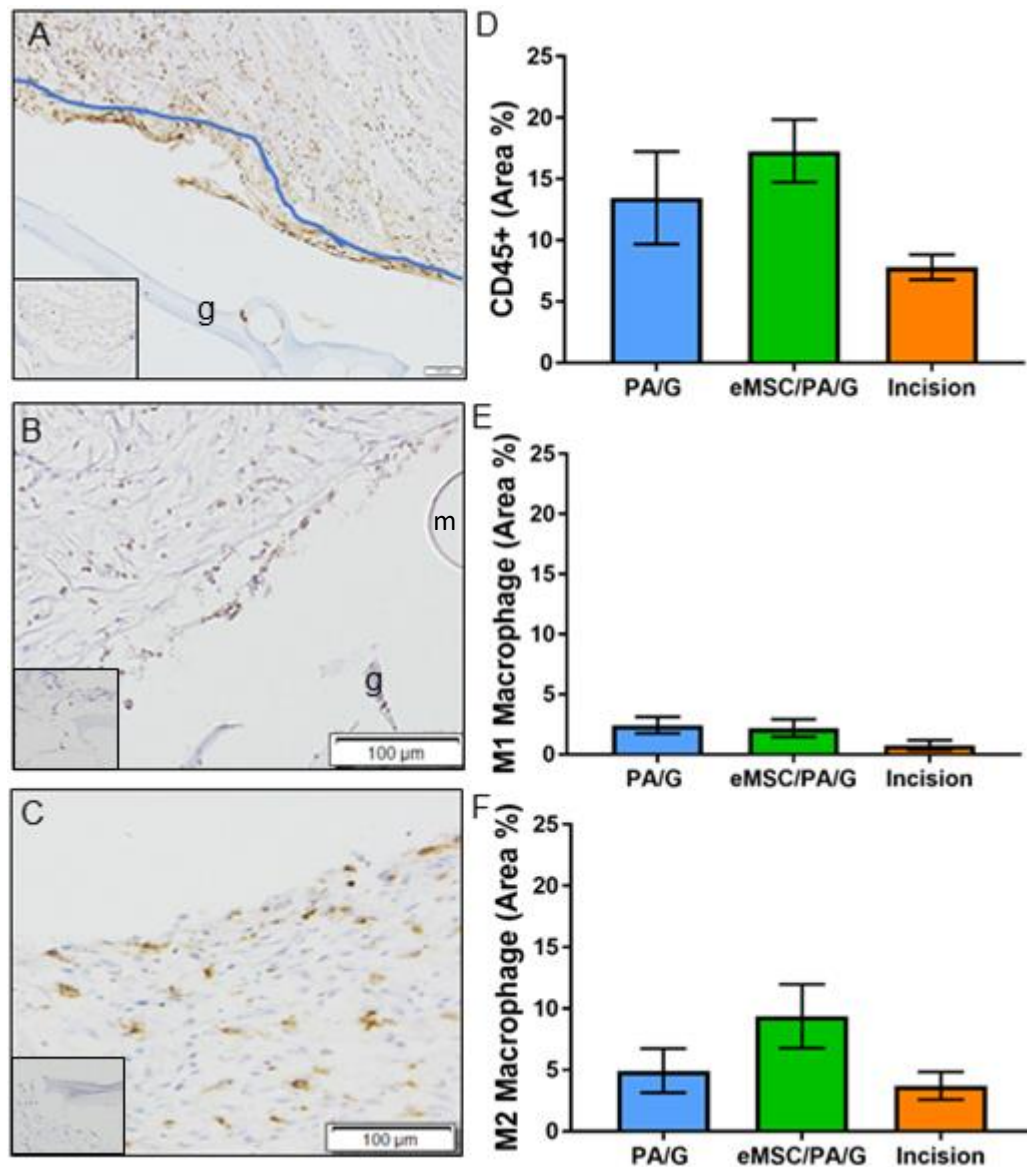 A
g
B
m
g
100 µm
C
100 µm
D
CD45+ (Area %)
25
20
15
10
5
0
PA/G eMSC/PA/G Incision
E
M1 Macrophage (Area %)
25
20
15
10
5
0
PA/G eMSC/PA/G Incision
F
M2 Macrophage (Area %)
25
20
15
10
5
0
PA/G eMSC/PA/G Incision